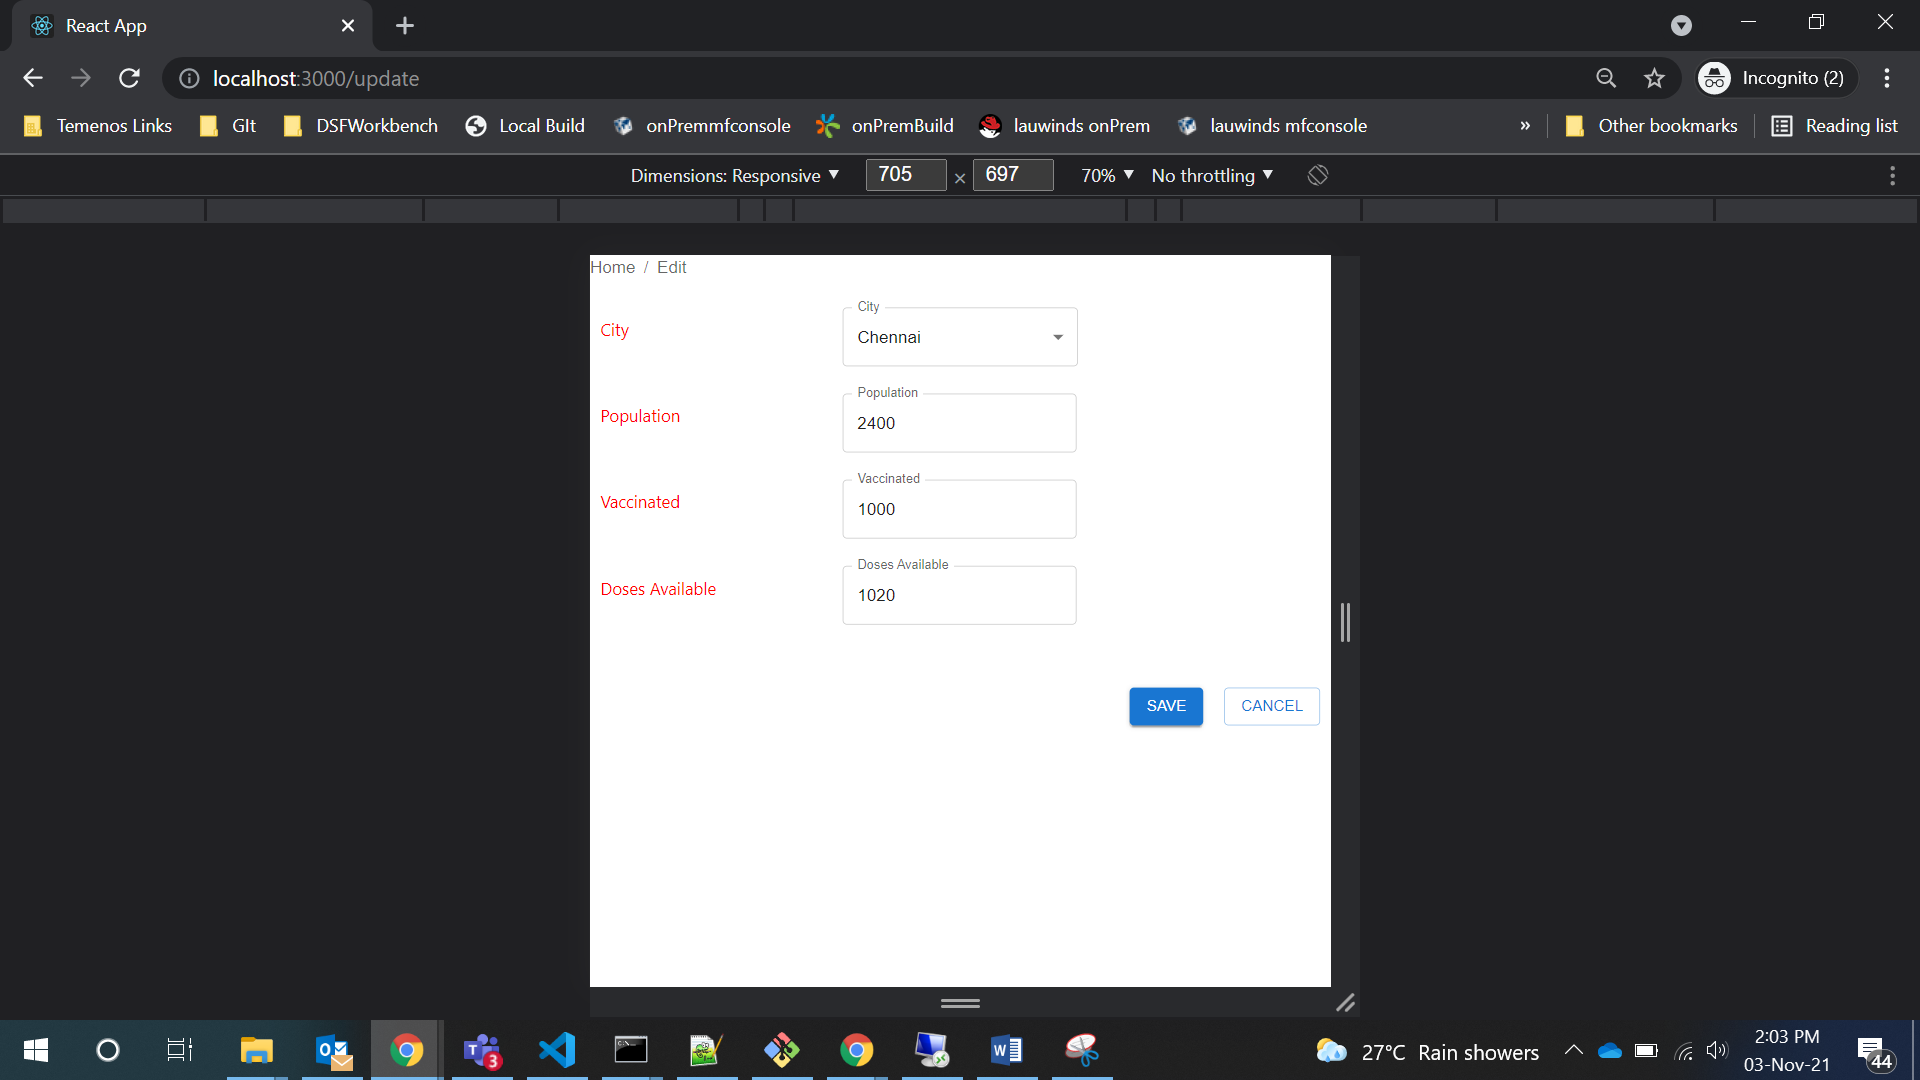 React App
localhost:3000/update
Incognito (2)
Temenos Links GIt DSFWorkbench Local Build onPremmfconsole onPremBuild lauwinds onPrem lauwinds mfconsole » Other bookmarks Reading list
Dimensions: Responsive 705 × 697 70% No throttling
Home / Edit
City
City
Chennai
Population
Population
2400
Vaccinated
Vaccinated
1000
Doses Available
Doses Available
1020
SAVE CANCEL
27°C Rain showers
2:03 PM
03-Nov-21
3
44